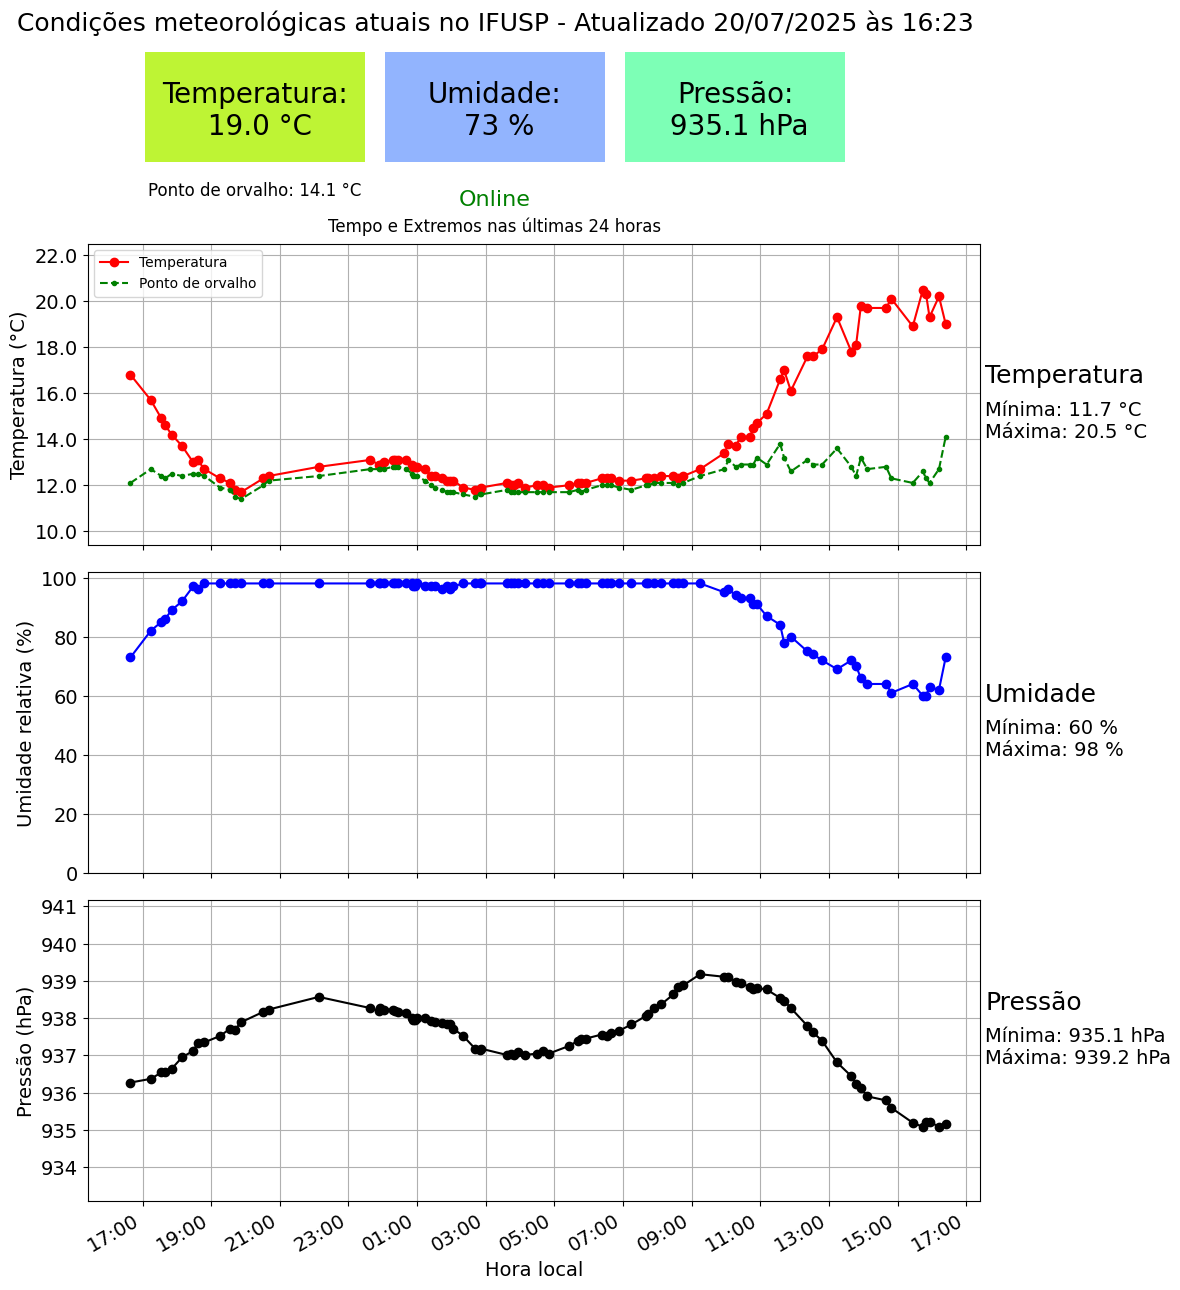 Condições meteorológicas atuais no IFUSP - Atualizado 20/07/2025 às 16:23
Temperatura:
19.0 °C
Umidade:
73 %
Pressão:
935.1 hPa
Ponto de orvalho: 14.1 °C
Online
Tempo e Extremos nas últimas 24 horas
Temperatura (°C)
22.0
20.0
18.0
16.0
14.0
12.0
10.0
Temperatura
Ponto de orvalho
Temperatura
Mínima: 11.7 °C
Máxima: 20.5 °C
Umidade relativa (%)
100
80
60
40
20
0
Umidade
Mínima: 60 %
Máxima: 98 %
Pressão (hPa)
941
940
939
938
937
936
935
934
Pressão
Mínima: 935.1 hPa
Máxima: 939.2 hPa
17:00
19:00
21:00
23:00
01:00
03:00
05:00
07:00
09:00
11:00
13:00
15:00
17:00
Hora local